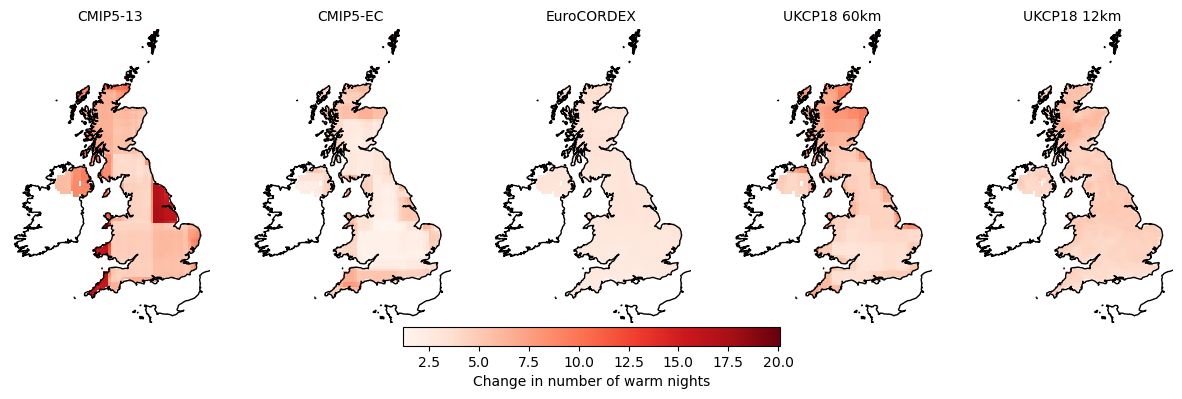 CMIP5-13
CMIP5-EC
EuroCORDEX
UKCP18 60km
UKCP18 12km
2.5 5.0 7.5 10.0 12.5 15.0 17.5 20.0
Change in number of warm nights